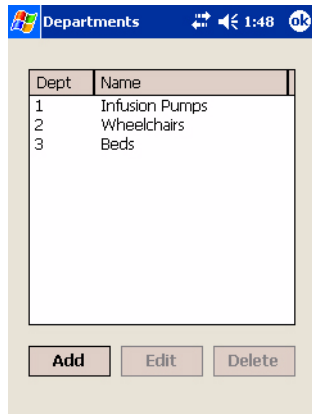 Departments 1:48 ok
Dept Name
1 Infusion Pumps
2 Wheelchairs
3 Beds
Add Edit Delete